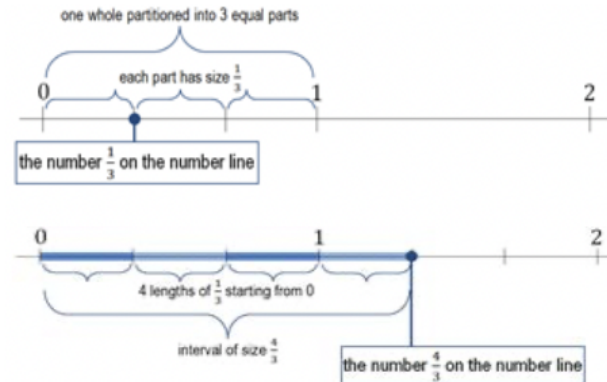 one whole partitioned into 3 equal parts
each part has size 1/3
0 1 2
the number 1/3 on the number line
0 1 2
4 lengths of 1/3 starting from 0
interval of size 4/3
the number 4/3 on the number line